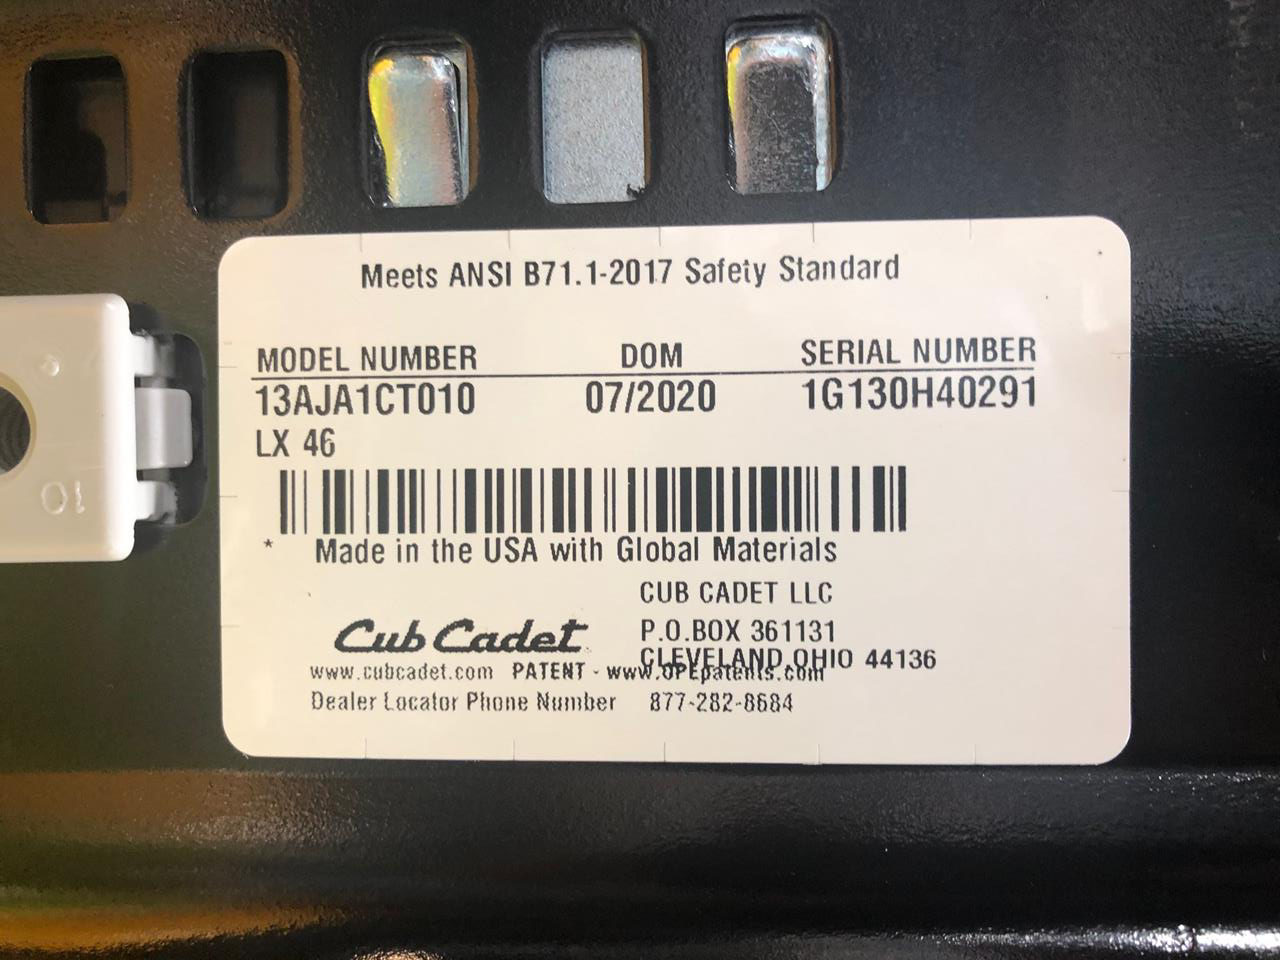 Meets ANSI B71.1-2017 Safety Standard
MODEL NUMBER DOM SERIAL NUMBER
13AJA1CT010 07/2020 1G130H40291
LX 46
* Made in the USA with Global Materials
CUB CADET LLC
Cub Cadet P.O.BOX 361131
CLEVELAND,OHIO 44136
www.cubcadet.com PATENT - www.OPEpatents.com
Dealer Locator Phone Number 877-282-8684
10